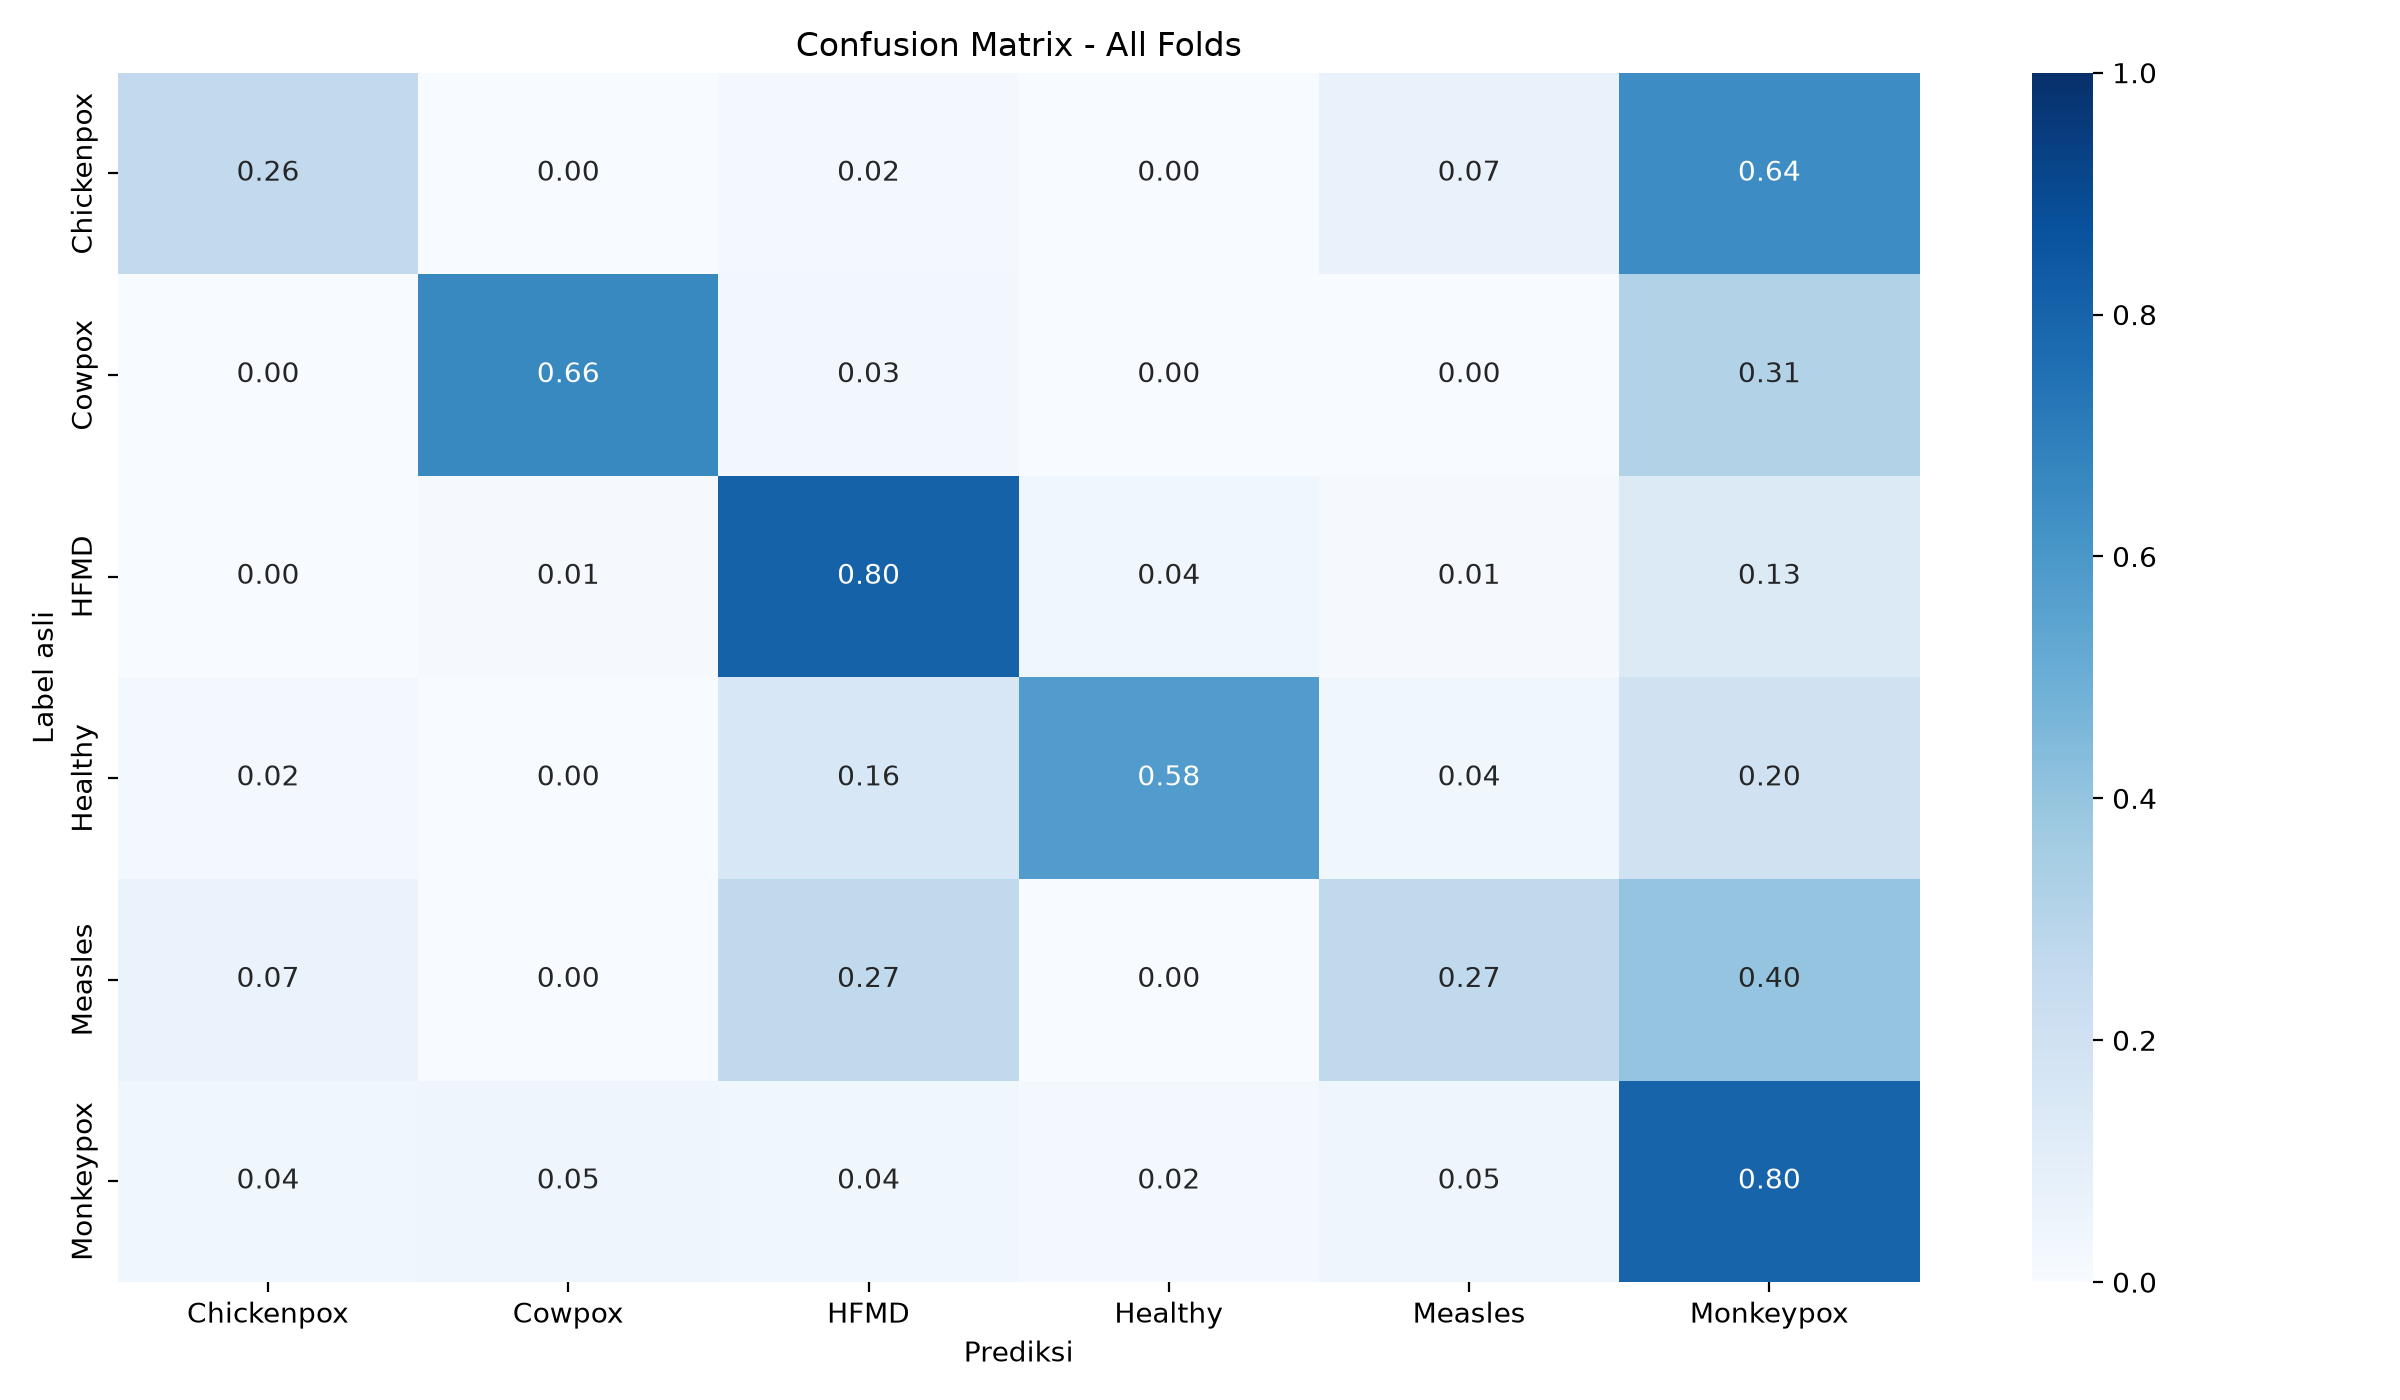 Confusion Matrix - All Folds
Label asli
Chickenpox 0.26 0.00 0.02 0.00 0.07 0.64
Cowpox 0.00 0.66 0.03 0.00 0.00 0.31
HFMD 0.00 0.01 0.80 0.04 0.01 0.13
Healthy 0.02 0.00 0.16 0.58 0.04 0.20
Measles 0.07 0.00 0.27 0.00 0.27 0.40
Monkeypox 0.04 0.05 0.04 0.02 0.05 0.80
Chickenpox Cowpox HFMD Healthy Measles Monkeypox
Prediksi
1.0
0.8
0.6
0.4
0.2
0.0